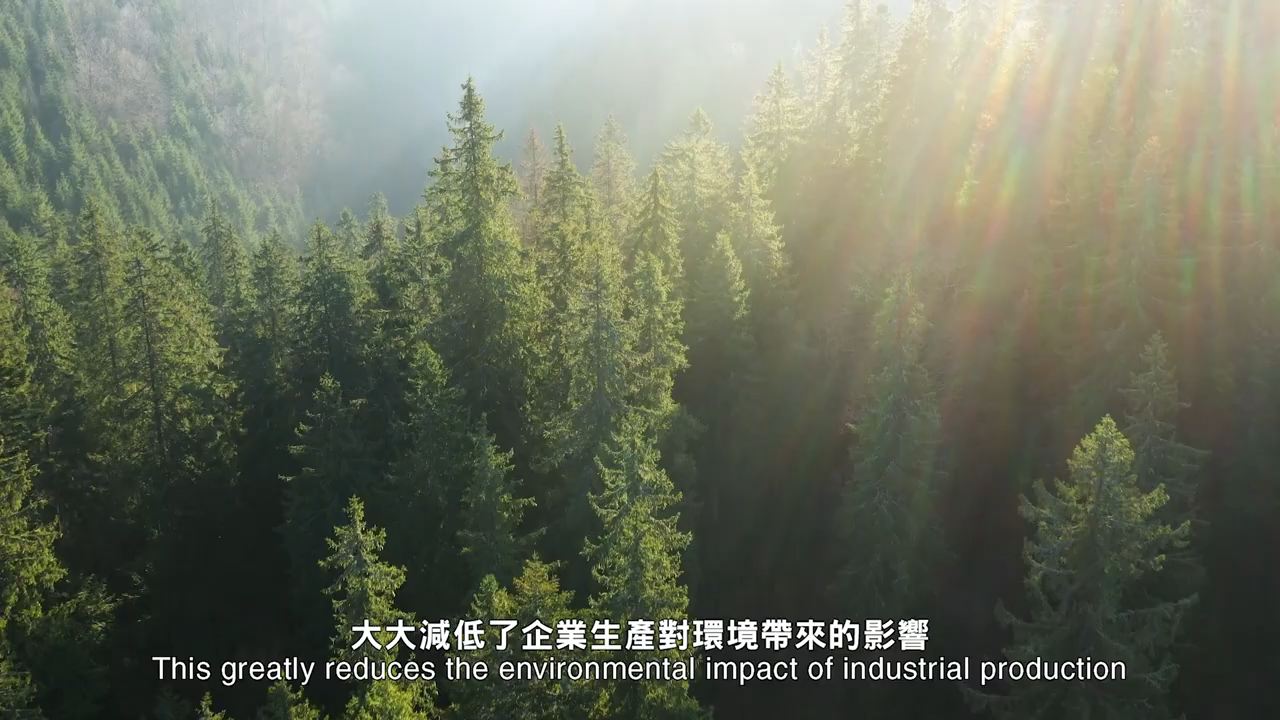 大大減低了企業生產對環境帶來的影響
This greatly reduces the environmental impact of industrial production